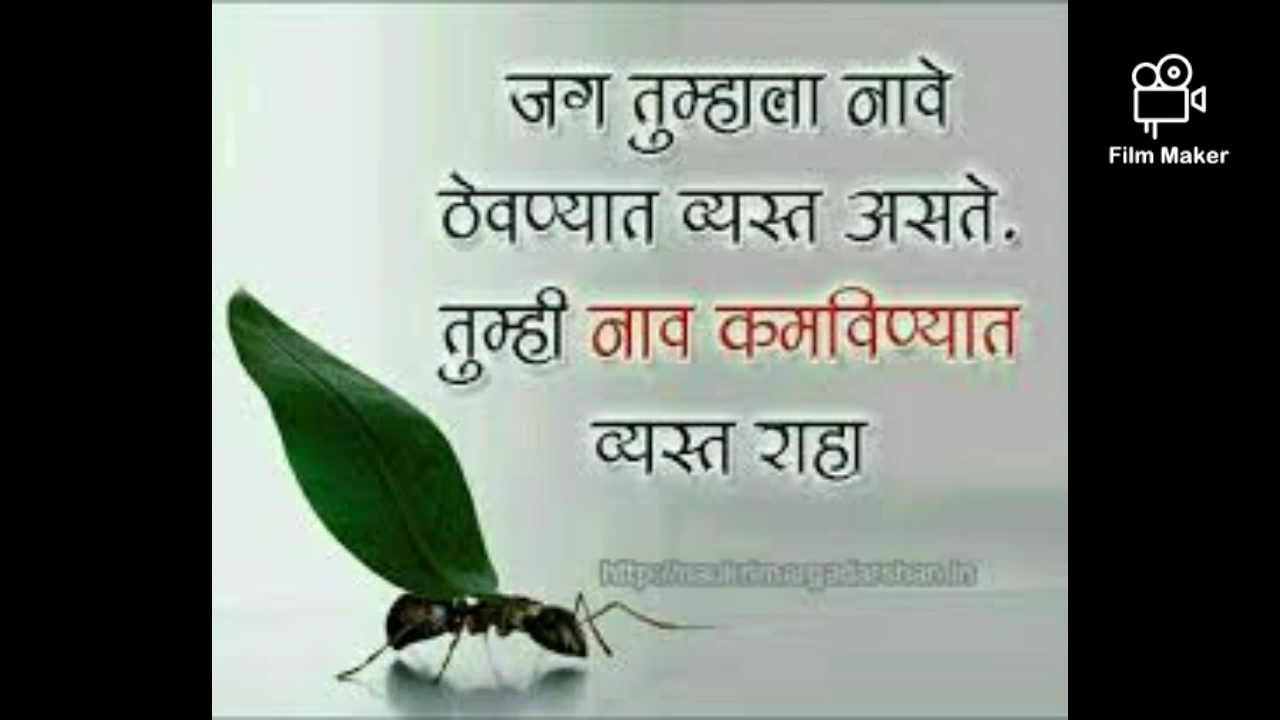 जग तुम्हाला नावे
ठेवण्यात व्यस्त असते.
तुम्ही नाव कमविण्यात
व्यस्त राहा
Film Maker